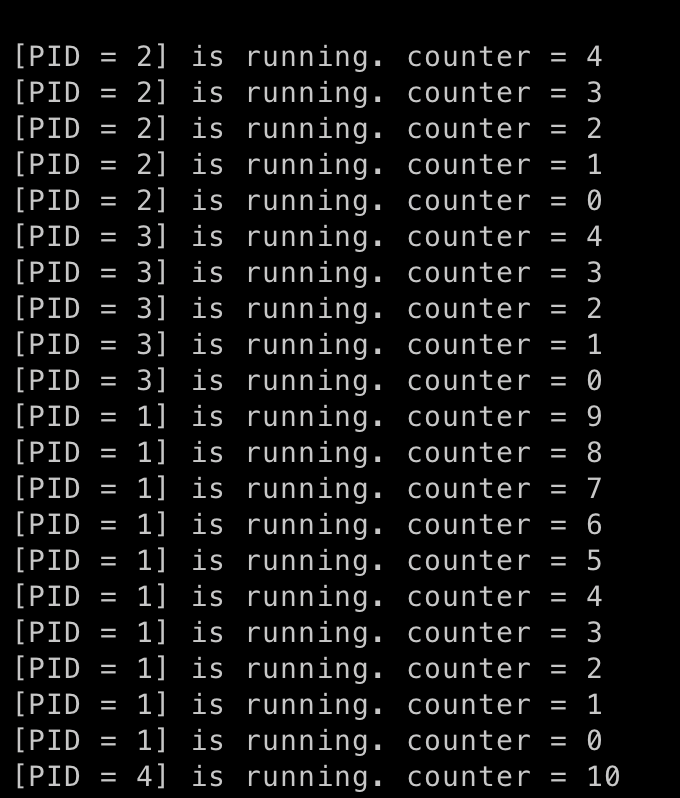 [PID = 2] is running. counter = 4
[PID = 2] is running. counter = 3
[PID = 2] is running. counter = 2
[PID = 2] is running. counter = 1
[PID = 2] is running. counter = 0
[PID = 3] is running. counter = 4
[PID = 3] is running. counter = 3
[PID = 3] is running. counter = 2
[PID = 3] is running. counter = 1
[PID = 3] is running. counter = 0
[PID = 1] is running. counter = 9
[PID = 1] is running. counter = 8
[PID = 1] is running. counter = 7
[PID = 1] is running. counter = 6
[PID = 1] is running. counter = 5
[PID = 1] is running. counter = 4
[PID = 1] is running. counter = 3
[PID = 1] is running. counter = 2
[PID = 1] is running. counter = 1
[PID = 1] is running. counter = 0
[PID = 4] is running. counter = 10